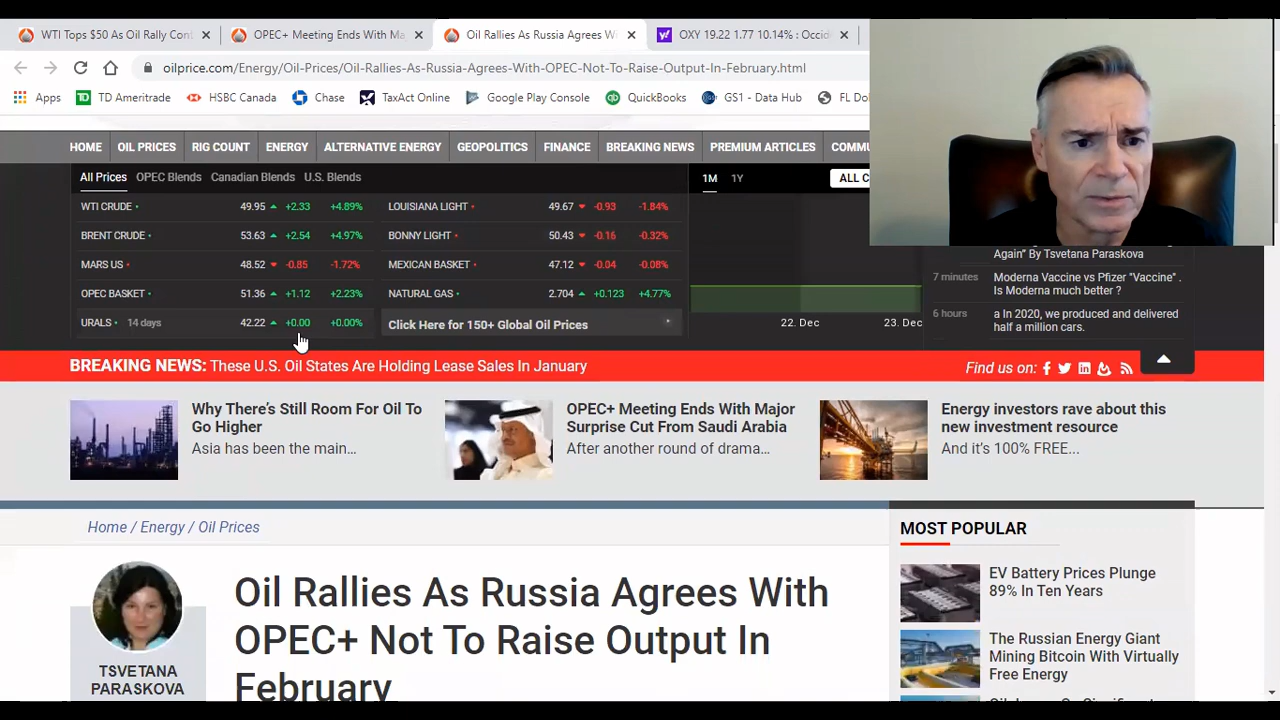 WTI Tops $50 As Oil Rally Cont
OPEC+ Meeting Ends With Ma
Oil Rallies As Russia Agrees Wi
OXY 19.22 1.77 10.14% : Occid
oilprice.com/Energy/Oil-Prices/Oil-Rallies-As-Russia-Agrees-With-OPEC-Not-To-Raise-Output-In-February.html
Apps TD Ameritrade HSBC Canada Chase TaxAct Online Google Play Console QuickBooks GS1 - Data Hub FL Do
HOME OIL PRICES RIG COUNT ENERGY ALTERNATIVE ENERGY GEOPOLITICS FINANCE BREAKING NEWS PREMIUM ARTICLES COMMU
All Prices OPEC Blends Canadian Blends U.S. Blends
1M 1Y ALL C
WTI CRUDE 49.95 +2.33 +4.89%
BRENT CRUDE 53.63 +2.54 +4.97%
MARS US 48.52 -0.85 -1.72%
OPEC BASKET 51.36 +1.12 +2.23%
URALS 14 days 42.22 +0.00 +0.00%
LOUISIANA LIGHT 49.67 -0.93 -1.84%
BONNY LIGHT 50.43 -0.16 -0.32%
MEXICAN BASKET 47.12 -0.04 -0.08%
NATURAL GAS 2.704 +0.123 +4.77%
Click Here for 150+ Global Oil Prices
22. Dec 23. Dec
Again" By Tsvetana Paraskova
7 minutes Moderna Vaccine vs Pfizer "Vaccine" .
Is Moderna much better ?
6 hours a In 2020, we produced and delivered
half a million cars.
BREAKING NEWS: These U.S. Oil States Are Holding Lease Sales In January
Find us on:
Why There's Still Room For Oil To
Go Higher
Asia has been the main...
OPEC+ Meeting Ends With Major
Surprise Cut From Saudi Arabia
After another round of drama...
Energy investors rave about this
new investment resource
And it's 100% FREE...
Home / Energy / Oil Prices
TSVETANA
PARASKOVA
Oil Rallies As Russia Agrees With
OPEC+ Not To Raise Output In
February
MOST POPULAR
EV Battery Prices Plunge
89% In Ten Years
The Russian Energy Giant
Mining Bitcoin With Virtually
Free Energy